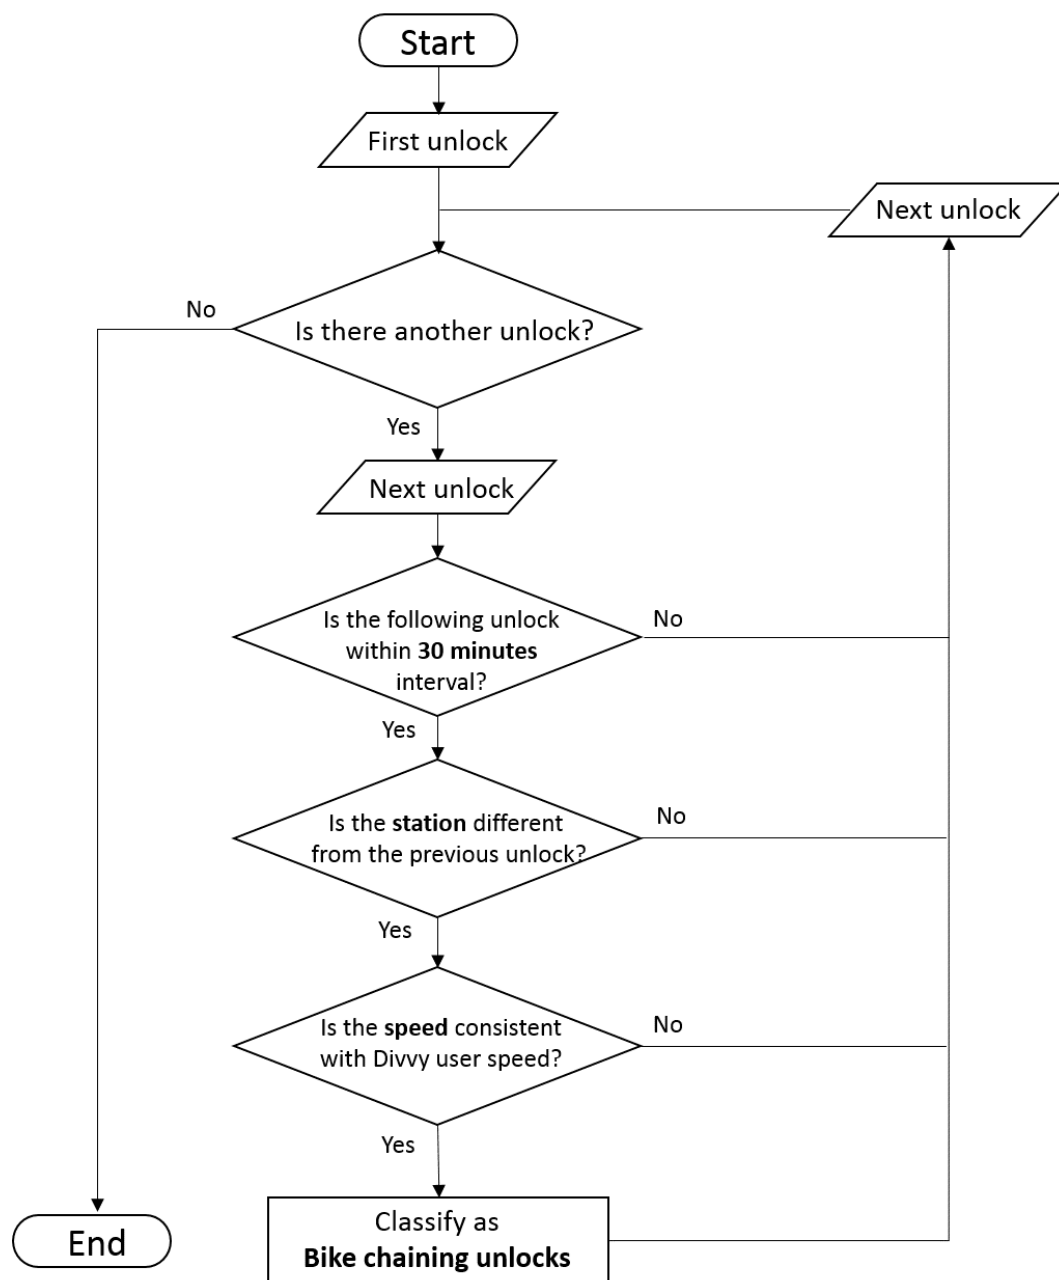 Start
First unlock
Next unlock
No
Is there another unlock?
Yes
Next unlock
Is the following unlock
within 30 minutes
interval?
No
Yes
Is the station different
from the previous unlock?
No
Yes
Is the speed consistent
with Divvy user speed?
No
Yes
Classify as
Bike chaining unlocks
End